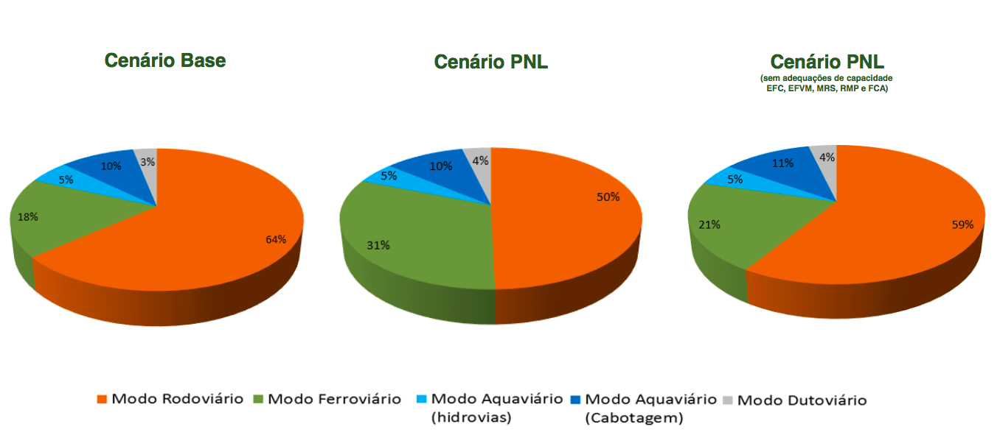 Cenário Base
10%
3%
5%
18%
64%
Cenário PNL
10%
4%
5%
50%
31%
Cenário PNL
(sem adequações de capacidade
EFC, EFVM, MRS, RMP e FCA)
11%
4%
5%
21%
59%
Modo Rodoviário
Modo Ferroviário
Modo Aquaviário
(hidrovias)
Modo Aquaviário
(Cabotagem)
Modo Dutoviário